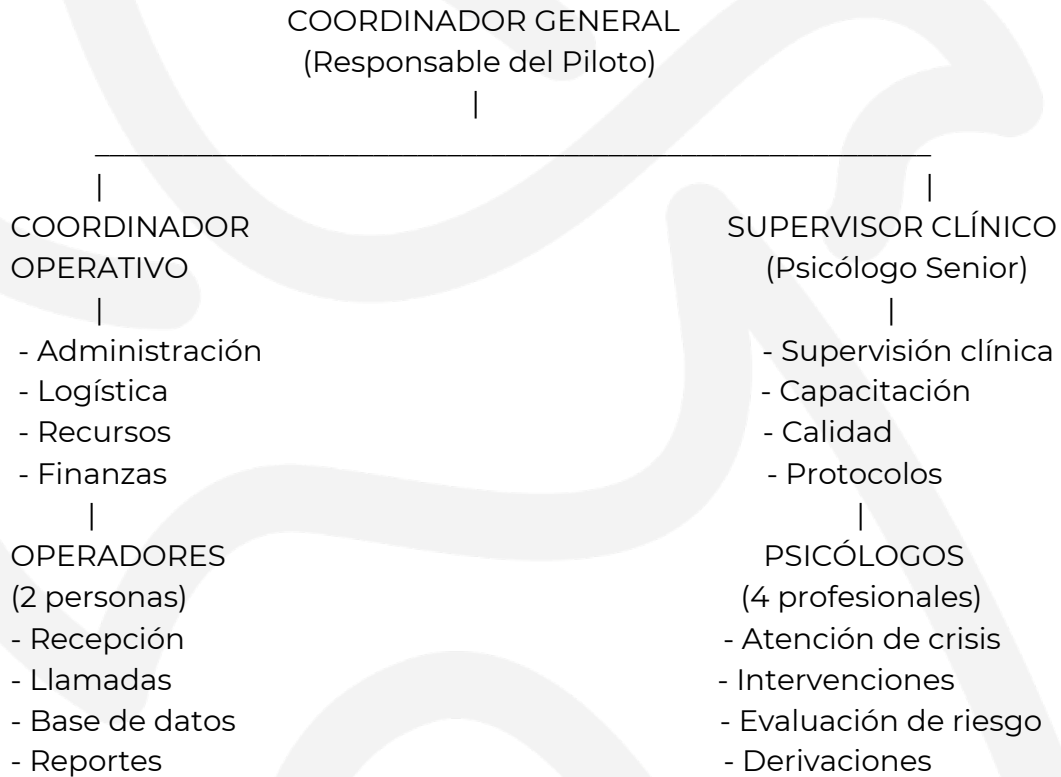 COORDINADOR GENERAL
(Responsable del Piloto)
|
| |
COORDINADOR SUPERVISOR CLÍNICO
OPERATIVO (Psicólogo Senior)
| |
- Administración - Supervisión clínica
- Logística - Capacitación
- Recursos - Calidad
- Finanzas - Protocolos
| |
OPERADORES PSICÓLOGOS
(2 personas) (4 profesionales)
- Recepción - Atención de crisis
- Llamadas - Intervenciones
- Base de datos - Evaluación de riesgo
- Reportes - Derivaciones